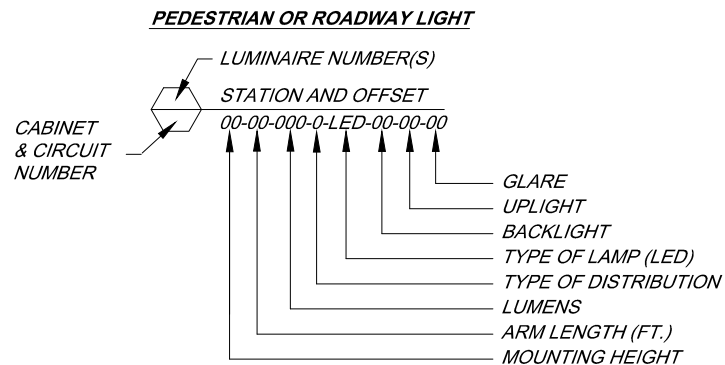 PEDESTRIAN OR ROADWAY LIGHT
LUMINAIRE NUMBER(S)
STATION AND OFFSET
00-00-000-0-LED-00-00-00
CABINET
& CIRCUIT
NUMBER
GLARE
UPLIGHT
BACKLIGHT
TYPE OF LAMP (LED)
TYPE OF DISTRIBUTION
LUMENS
ARM LENGTH (FT.)
MOUNTING HEIGHT